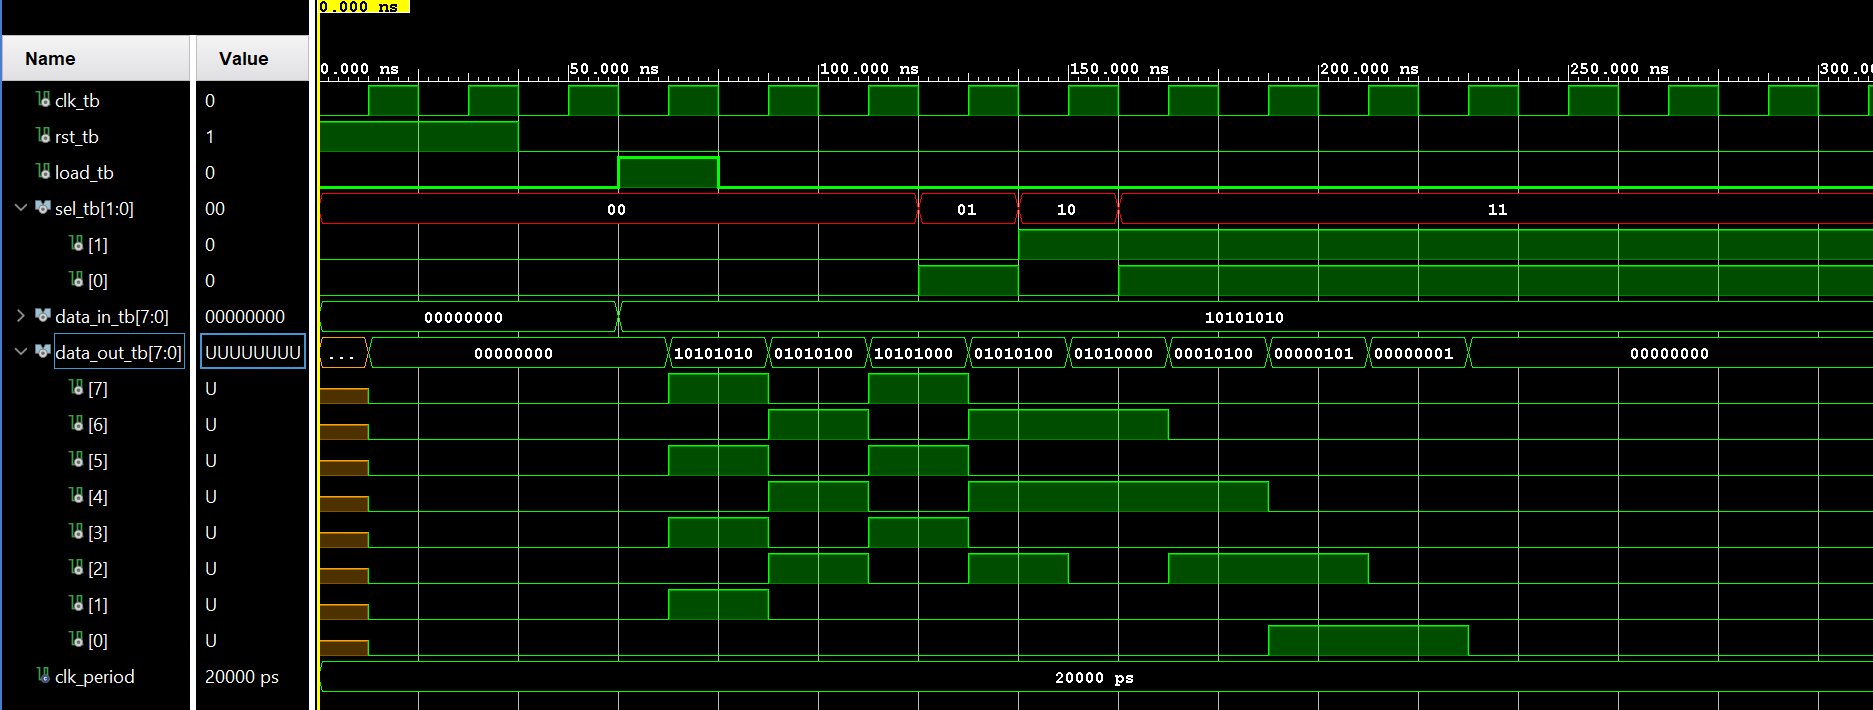 0.000 ns
Name Value
0.000 ns 50.000 ns 100.000 ns 150.000 ns 200.000 ns 250.000 ns 300.0
clk_tb 0
rst_tb 1
load_tb 0
sel_tb[1:0] 00 00 01 10 11
[1] 0
[0] 0
data_in_tb[7:0] 00000000 00000000 10101010
data_out_tb[7:0] UUUUUUUU ... 00000000 10101010 01010100 10101000 01010100 01010000 00010100 00000101 00000001 00000000
[7] U
[6] U
[5] U
[4] U
[3] U
[2] U
[1] U
[0] U
clk_period 20000 ps 20000 ps